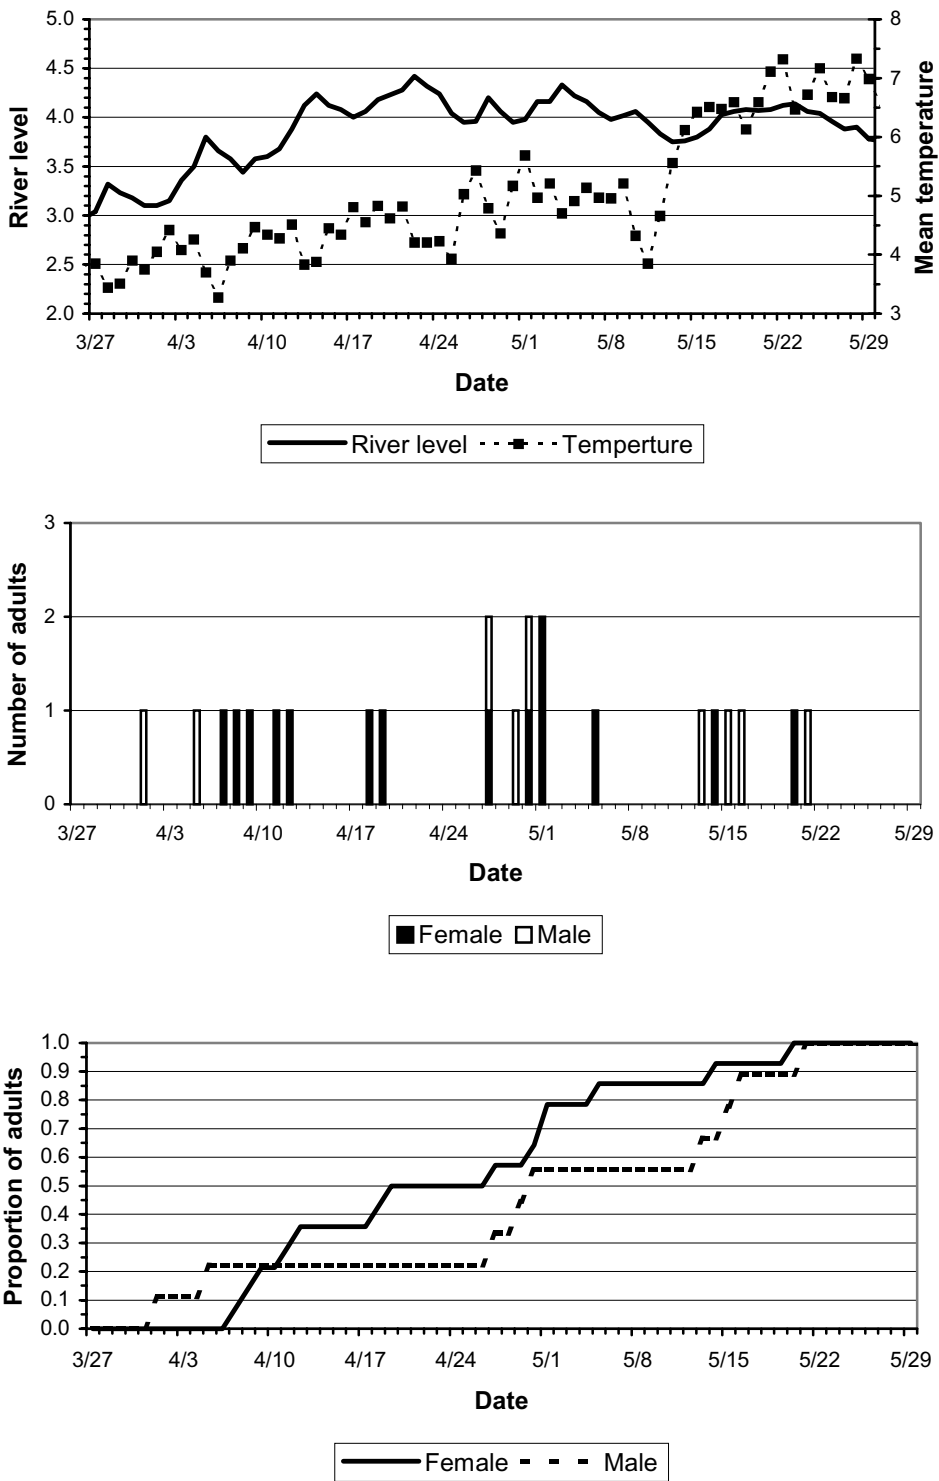 5.0 8
4.5 7
4.0 6
3.5 5
3.0 4
2.5
2.0 3
River level
Mean temperature
3/27 4/3 4/10 4/17 4/24 5/1 5/8 5/15 5/22 5/29
Date
River level Temperture
3
2
1
0
Number of adults
3/27 4/3 4/10 4/17 4/24 5/1 5/8 5/15 5/22 5/29
Date
Female Male
1.0
0.9
0.8
0.7
0.6
0.5
0.4
0.3
0.2
0.1
0.0
Proportion of adults
3/27 4/3 4/10 4/17 4/24 5/1 5/8 5/15 5/22 5/29
Date
Female Male